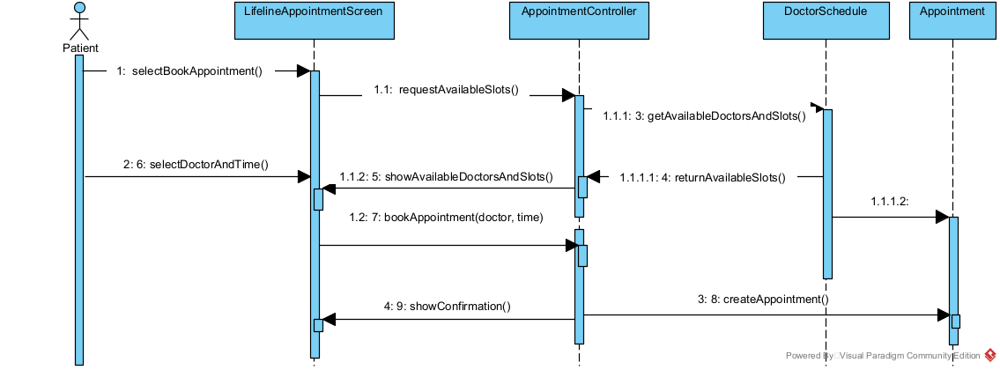 LifelineAppointmentScreen
AppointmentController
DoctorSchedule
Appointment
Patient
1:  selectBookAppointment()
1.1:  requestAvailableSlots()
1.1.1: 3: getAvailableDoctorsAndSlots()
2: 6: selectDoctorAndTime()
1.1.2: 5: showAvailableDoctorsAndSlots()
1.1.1.1: 4: returnAvailableSlots()
1.1.1.2:
1.2: 7: bookAppointment(doctor, time)
3: 8: createAppointment()
4: 9: showConfirmation()
Powered By Visual Paradigm Community Edition